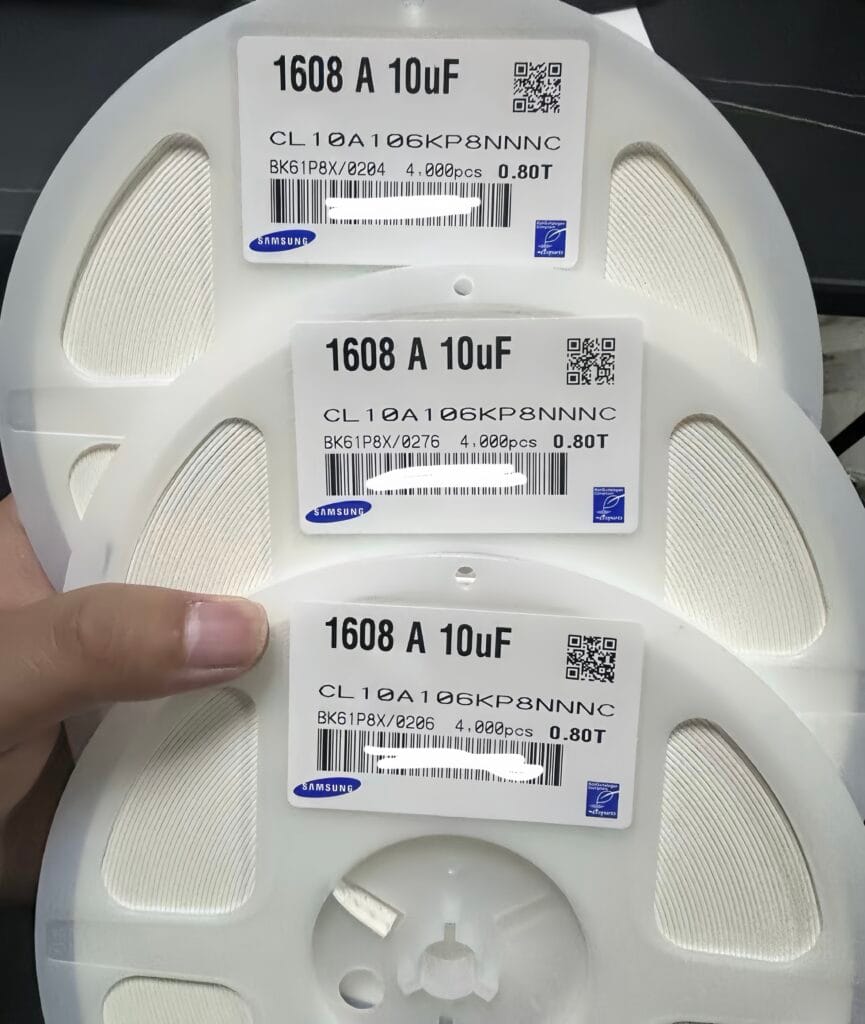 1608 A 10uF
CL10A106KP8NNNC
BK61P8X/0204 4,000pcs 0.80T
SAMSUNG
1608 A 10uF
CL10A106KP8NNNC
BK61P8X/0276 4,000pcs 0.80T
SAMSUNG
1608 A 10uF
CL10A106KP8NNNC
BK61P8X/0206 4,000pcs 0.80T
SAMSUNG